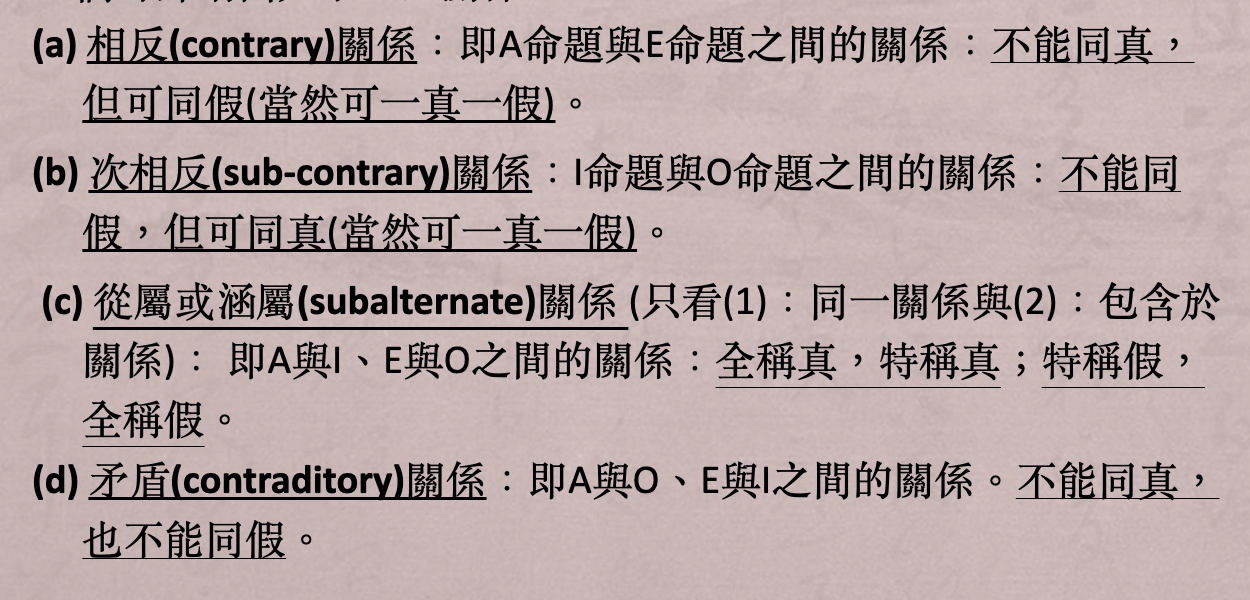 (a) 相反(contrary)關係：即A命題與E命題之間的關係：不能同真，
但可同假(當然可一真一假)。
(b) 次相反(sub-contrary)關係：I命題與O命題之間的關係：不能同
假，但可同真(當然可一真一假)。
(c) 從屬或涵屬(subalternate)關係 (只看(1)：同一關係與(2)：包含於
關係)： 即A與I、E與O之間的關係：全稱真，特稱真；特稱假，
全稱假。
(d) 矛盾(contraditory)關係：即A與O、E與I之間的關係。不能同真，
也不能同假。